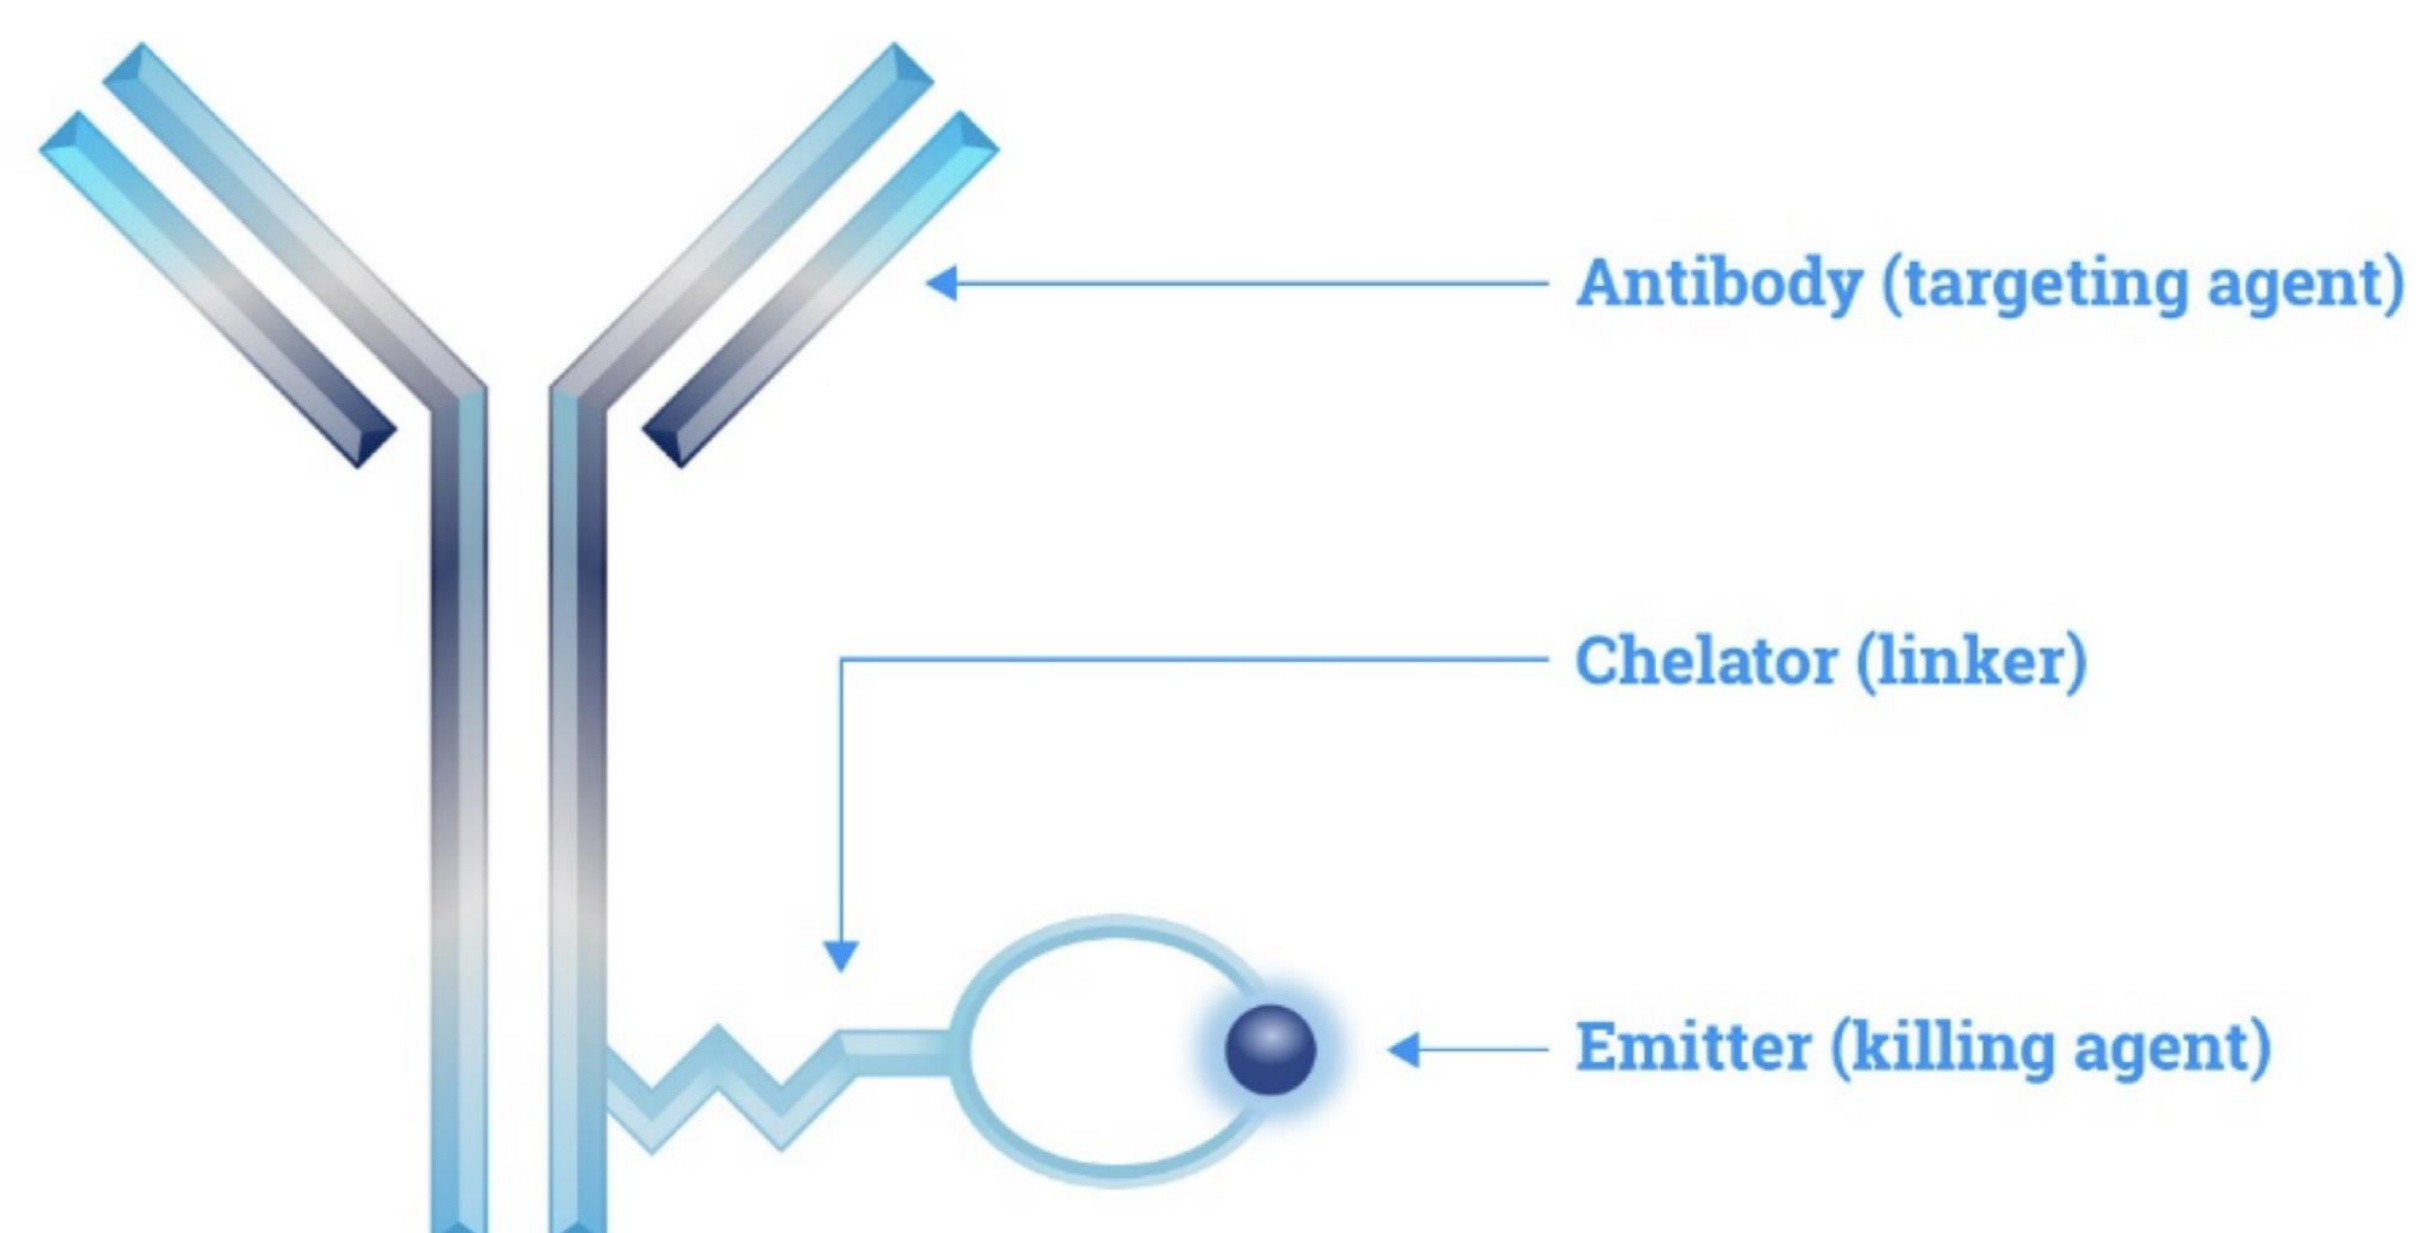 Antibody (targeting agent)
Chelator (linker)
Emitter (killing agent)